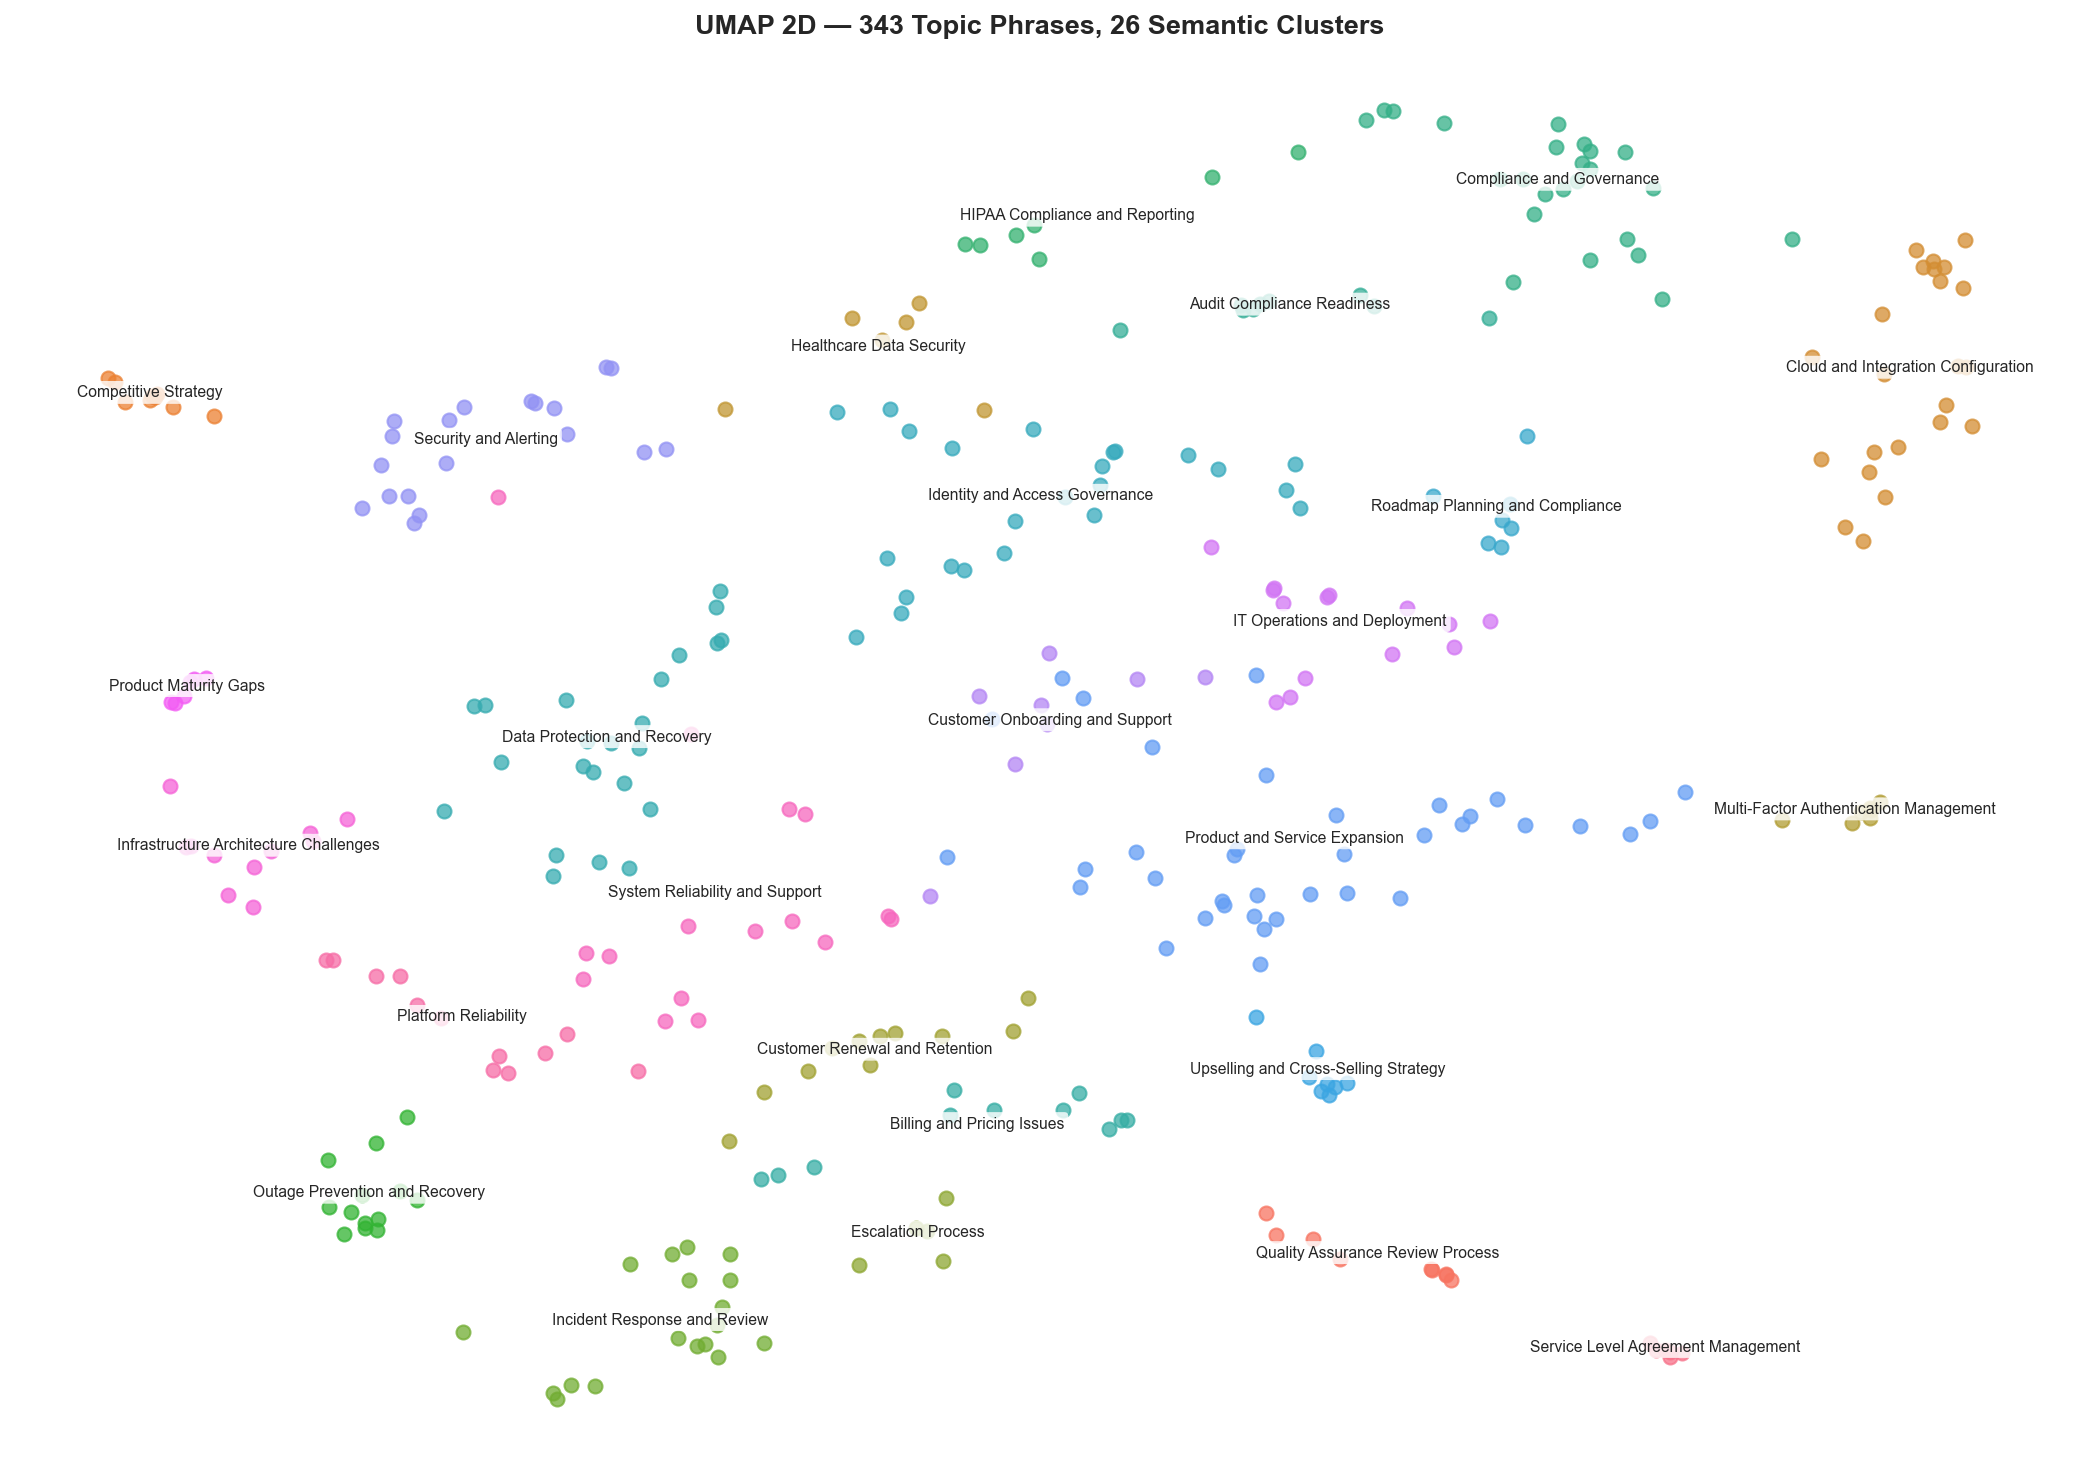 UMAP 2D — 343 Topic Phrases, 26 Semantic Clusters
Compliance and Governance
HIPAA Compliance and Reporting
Audit Compliance Readiness
Healthcare Data Security
Cloud and Integration Configuration
Competitive Strategy
Security and Alerting
Identity and Access Governance
Roadmap Planning and Compliance
IT Operations and Deployment
Product Maturity Gaps
Customer Onboarding and Support
Data Protection and Recovery
Multi-Factor Authentication Management
Product and Service Expansion
Infrastructure Architecture Challenges
System Reliability and Support
Platform Reliability
Customer Renewal and Retention
Upselling and Cross-Selling Strategy
Billing and Pricing Issues
Outage Prevention and Recovery
Escalation Process
Quality Assurance Review Process
Incident Response and Review
Service Level Agreement Management